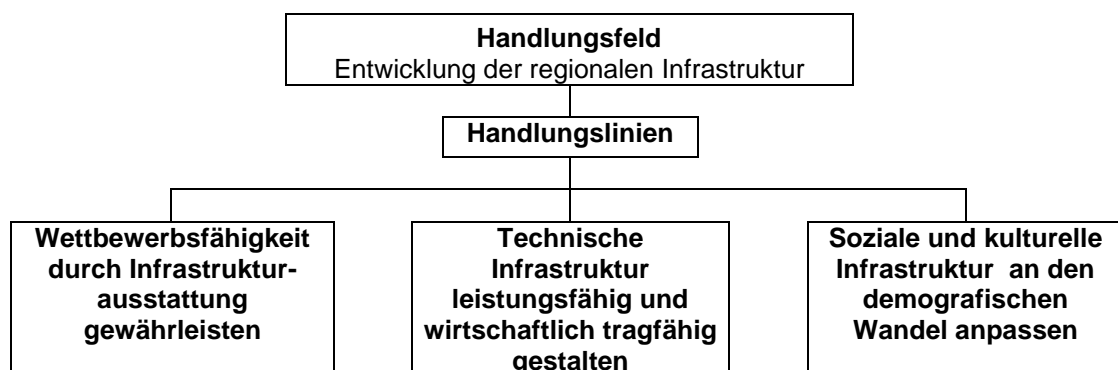 Handlungsfeld
Entwicklung der regionalen Infrastruktur
Handlungslinien
Wettbewerbsfähigkeit
durch Infrastruktur-
ausstattung
gewährleisten
Technische
Infrastruktur
leistungsfähig und
wirtschaftlich tragfähig
gestalten
Soziale und kulturelle
Infrastruktur an den
demografischen
Wandel anpassen